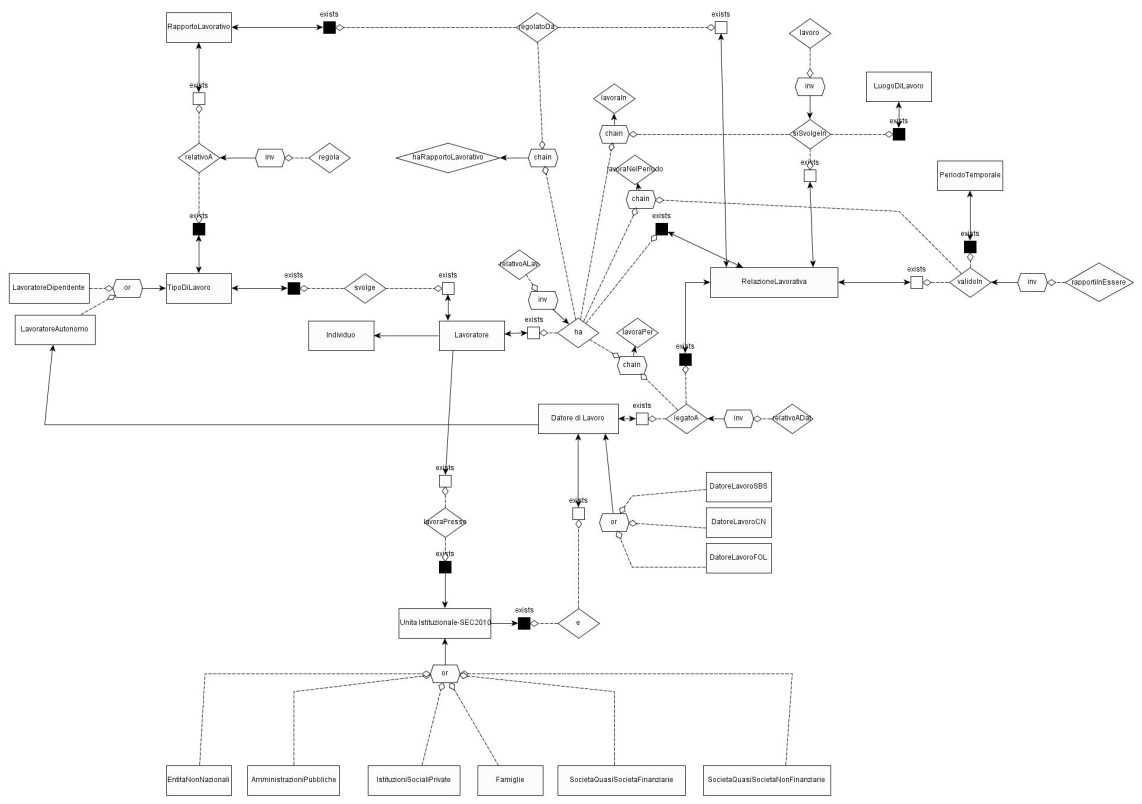 exists
exists
RapportoLavorativo
regolatoDa
lavoro
exists
inv
LuogoDiLavoro
lavoraIn
chain
siSvolgeIn
exists
relativoA
inv
regola
haRapportoLavorativo
chain
lavoraNelPeriodo
exists
PeriodoTemporale
chain
exists
exists
exists
relativoALav
LavoratoreDipendente
or
TipoDiLavoro
exists
svolge
exists
inv
RelazioneLavorativa
exists
validoIn
inv
rapportiInEssere
LavoratoreAutonomo
Individuo
Lavoratore
exists
ha
lavoraPer
exists
chain
Datore di Lavoro
exists
legatoA
inv
relativoADat
exists
DatoreLavoroSBS
exists
lavoraPresso
or
DatoreLavoroCN
exists
DatoreLavoroFOL
Unita Istituzionale-SEC2010
exists
e
or
EntitaNonNazionali
AmministrazioniPubbliche
IstituzioniSocialiPrivate
Famiglie
SocietaQuasiSocietaFinanziarie
SocietaQuasiSocietaNonFinanziarie